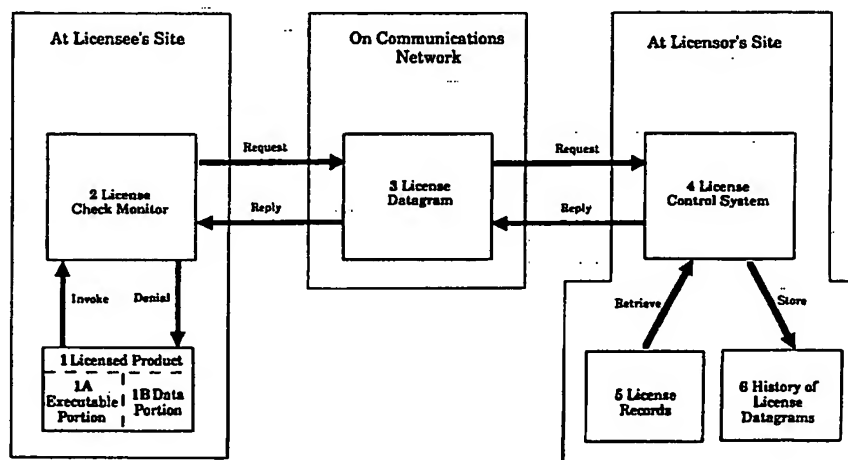 At Licensee's Site
On Communications
Network
At Licensor's Site
Request
Request
2 License
Check Monitor
3 License
Datagram
4 License
Control System
Reply
Reply
Invoke
Denial
Retrieve
Store
1 Licensed Product
1A
Executable
Portion
1B Data
Portion
5 License
Records
6 History of
License
Datagrams